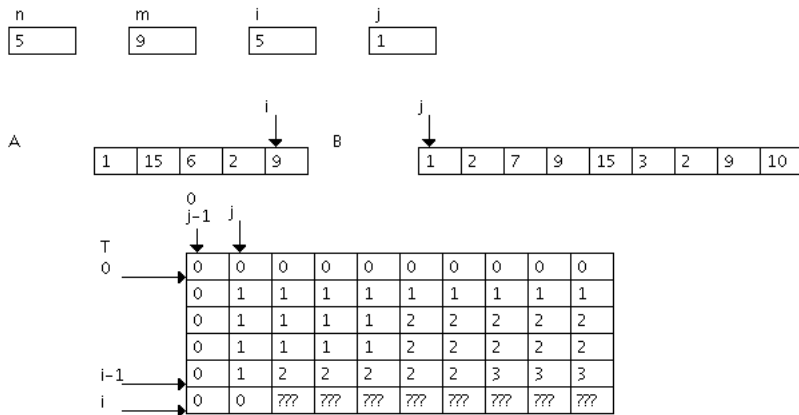 n m i j
5 9 5 1
i j
A B
1 15 6 2 9 1 2 7 9 15 3 2 9 10
0
j-1 j
T
0 0 0 0 0 0 0 0 0 0 0
0 1 1 1 1 1 1 1 1 1
0 1 1 1 1 2 2 2 2 2
0 1 1 1 1 2 2 2 2 2
i-1 0 1 2 2 2 2 2 3 3 3
i 0 0 ??? ??? ??? ??? ??? ??? ??? ???